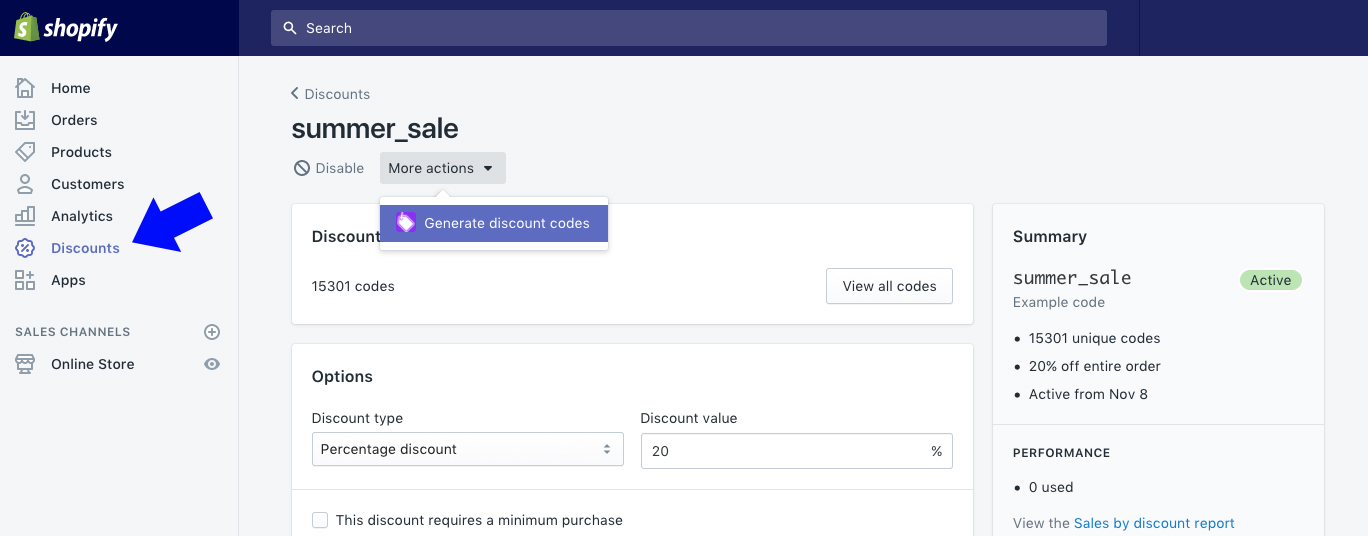 shopify
Search
Home
Orders
Products
Customers
Analytics
Discounts
Apps
SALES CHANNELS
Online Store
Discounts
summer_sale
Disable
More actions
Generate discount codes
Discount
15301 codes
View all codes
Options
Discount type
Discount value
Percentage discount
20 %
This discount requires a minimum purchase
Summary
summer_sale
Active
Example code
• 15301 unique codes
• 20% off entire order
• Active from Nov 8
PERFORMANCE
• 0 used
View the Sales by discount report